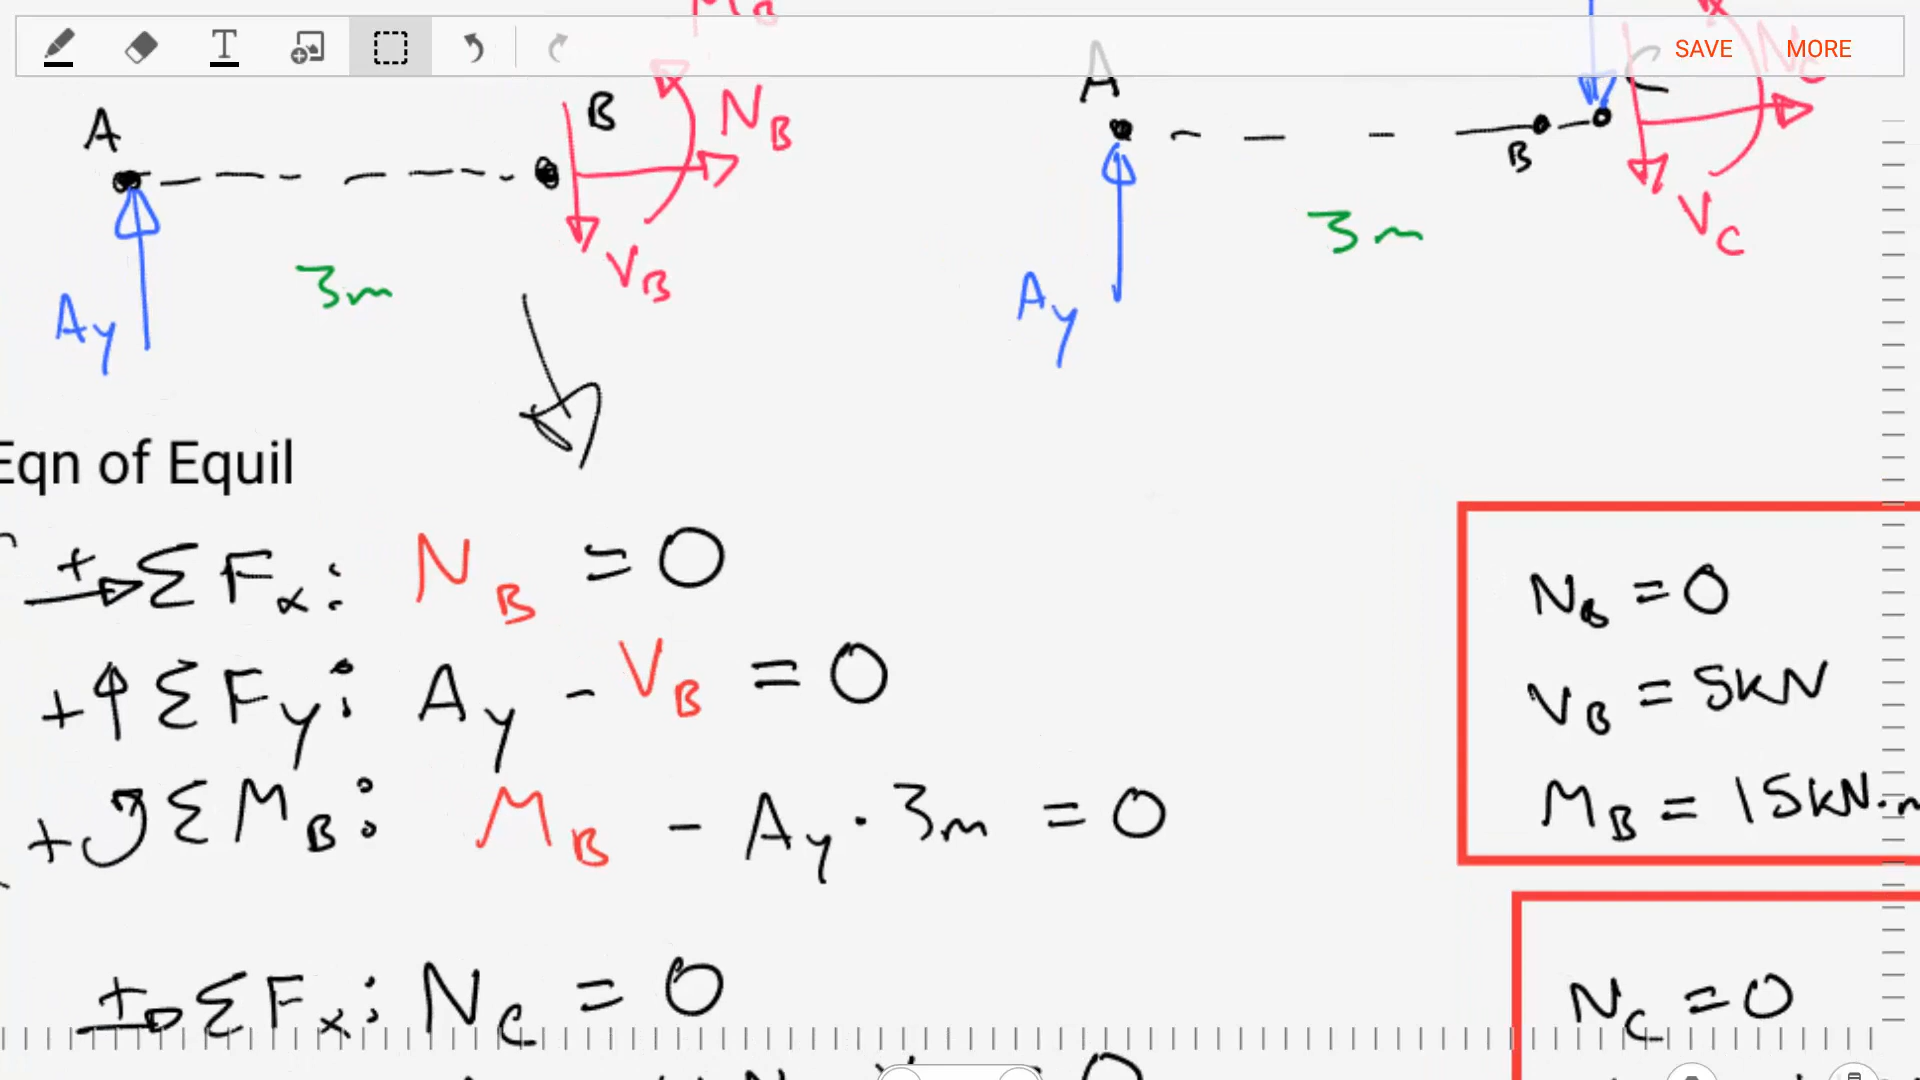 SAVE MORE
A B N_B
V_B
3m
A_y
A C N_C
B
V_C
3m
A_y
Eqn of Equil
+→ΣF_x: N_B = 0
+↑ΣF_y: A_y - V_B = 0
+↺ΣM_B: M_B - A_y · 3m = 0
+→ΣF_x: N_C = 0
N_B = 0
V_B = 5kN
M_B = 15kN·m
N_C = 0